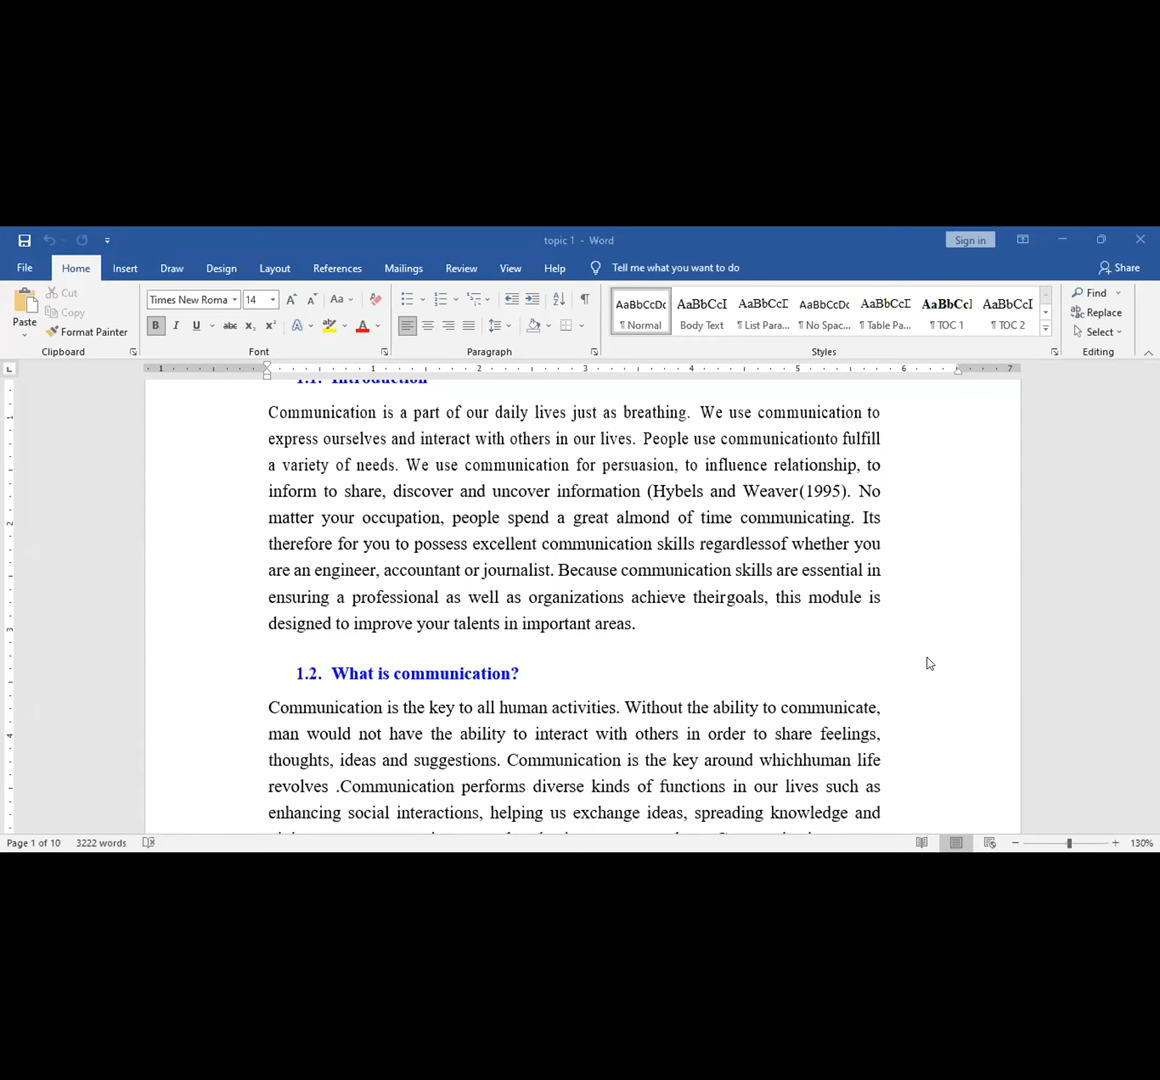 topic 1 - Word
Sign in
File Home Insert Draw Design Layout References Mailings Review View Help Tell me what you want to do Share
Paste
Cut
Copy
Format Painter
Clipboard
Times New Roma 14
Font
Paragraph
AaBbCcDc AaBbCcI AaBbCcI AaBbCcDc AaBbCcI AaBbCc] AaBbCcI
¶ Normal Body Text ¶ List Para... ¶ No Spac... ¶ Table Pa... ¶ TOC 1 ¶ TOC 2
Styles
Find
Replace
Select
Editing
1 1 2 3 4 5 6 7
1.1. Introduction
Communication is a part of our daily lives just as breathing. We use communication to
express ourselves and interact with others in our lives. People use communicationto fulfill
a variety of needs. We use communication for persuasion, to influence relationship, to
inform to share, discover and uncover information (Hybels and Weaver(1995). No
matter your occupation, people spend a great almond of time communicating. Its
therefore for you to possess excellent communication skills regardlessof whether you
are an engineer, accountant or journalist. Because communication skills are essential in
ensuring a professional as well as organizations achieve theirgoals, this module is
designed to improve your talents in important areas.
1.2. What is communication?
Communication is the key to all human activities. Without the ability to communicate,
man would not have the ability to interact with others in order to share feelings,
thoughts, ideas and suggestions. Communication is the key around whichhuman life
revolves .Communication performs diverse kinds of functions in our lives such as
enhancing social interactions, helping us exchange ideas, spreading knowledge and
Page 1 of 10 3222 words 130%